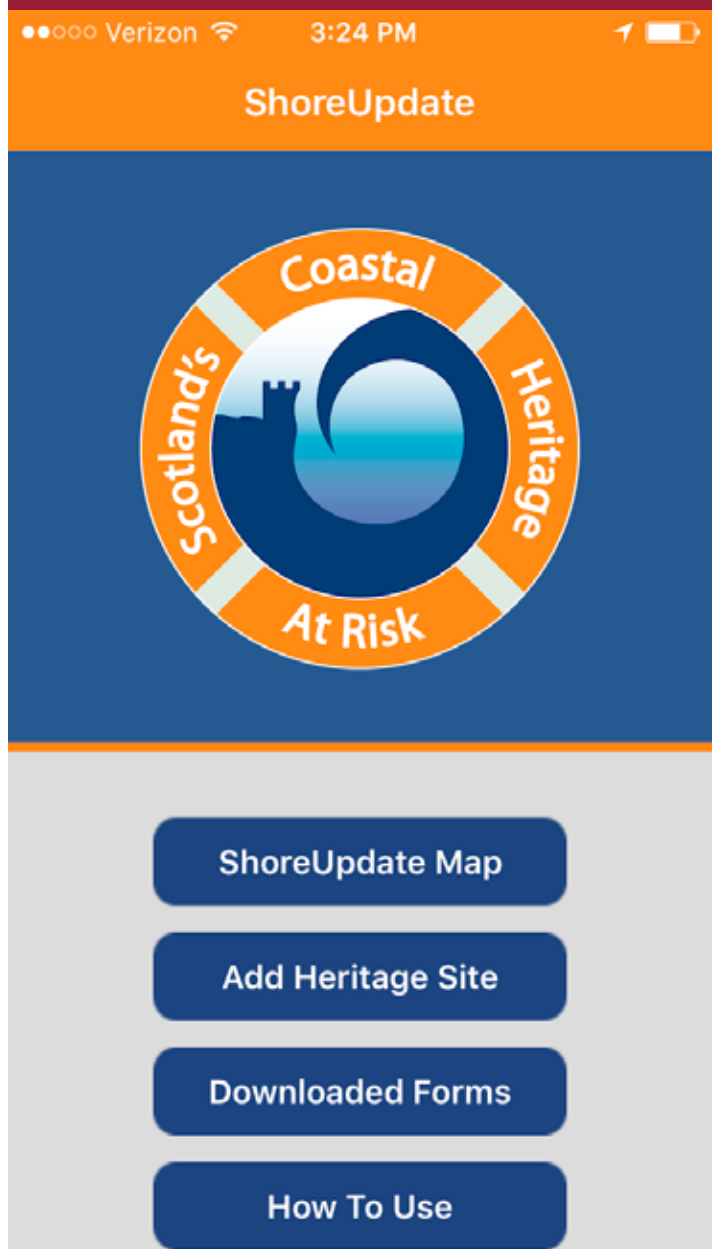 Verizon 3:24 PM
ShoreUpdate
Scotland's Coastal Heritage
At Risk
ShoreUpdate Map
Add Heritage Site
Downloaded Forms
How To Use